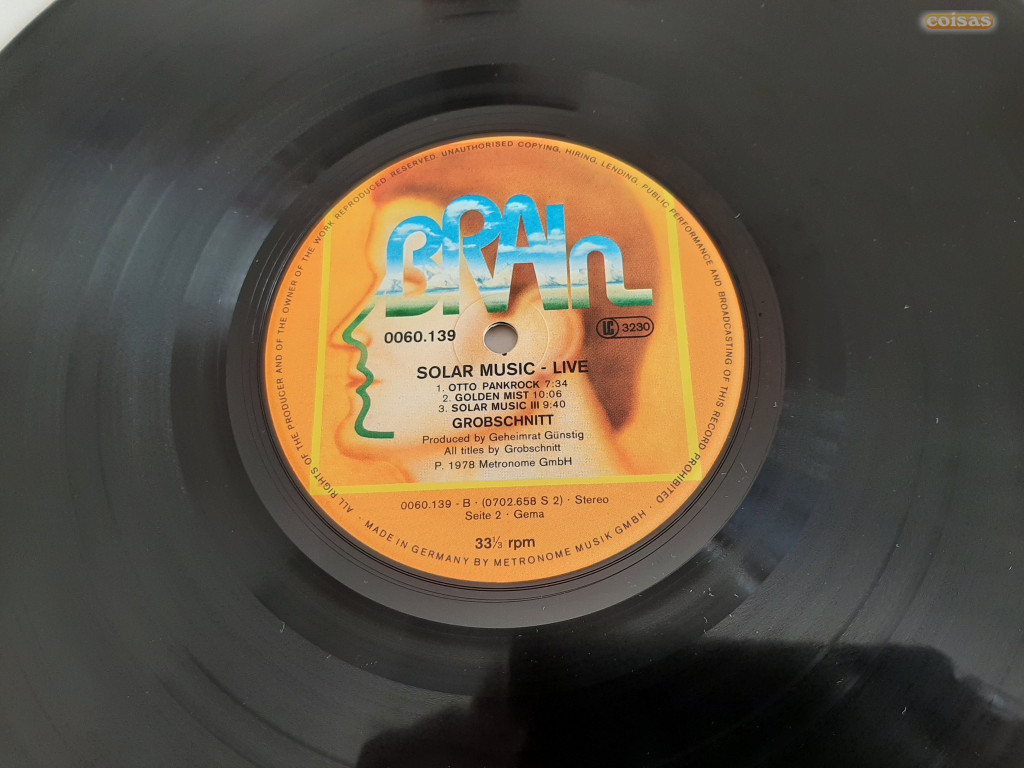 coisas
ALL RIGHTS OF THE PRODUCER AND OF THE OWNER OF THE WORK REPRODUCED RESERVED. UNAUTHORISED COPYING, HIRING, LENDING, PUBLIC PERFORMANCE AND BROADCASTING OF THIS RECORD PROHIBITED
BRAIn
0060.139
LC 3230
SOLAR MUSIC - LIVE
1. OTTO PANKROCK 7:34
2. GOLDEN MIST 10:06
3. SOLAR MUSIC III 9:40
GROBSCHNITT
Produced by Geheimrat Günstig
All titles by Grobschnitt
P. 1978 Metronome GmbH
0060.139 - B · (0702.658 S 2) · Stereo
Seite 2 · Gema
33⅓ rpm
· MADE IN GERMANY BY METRONOME MUSIK GMBH ·